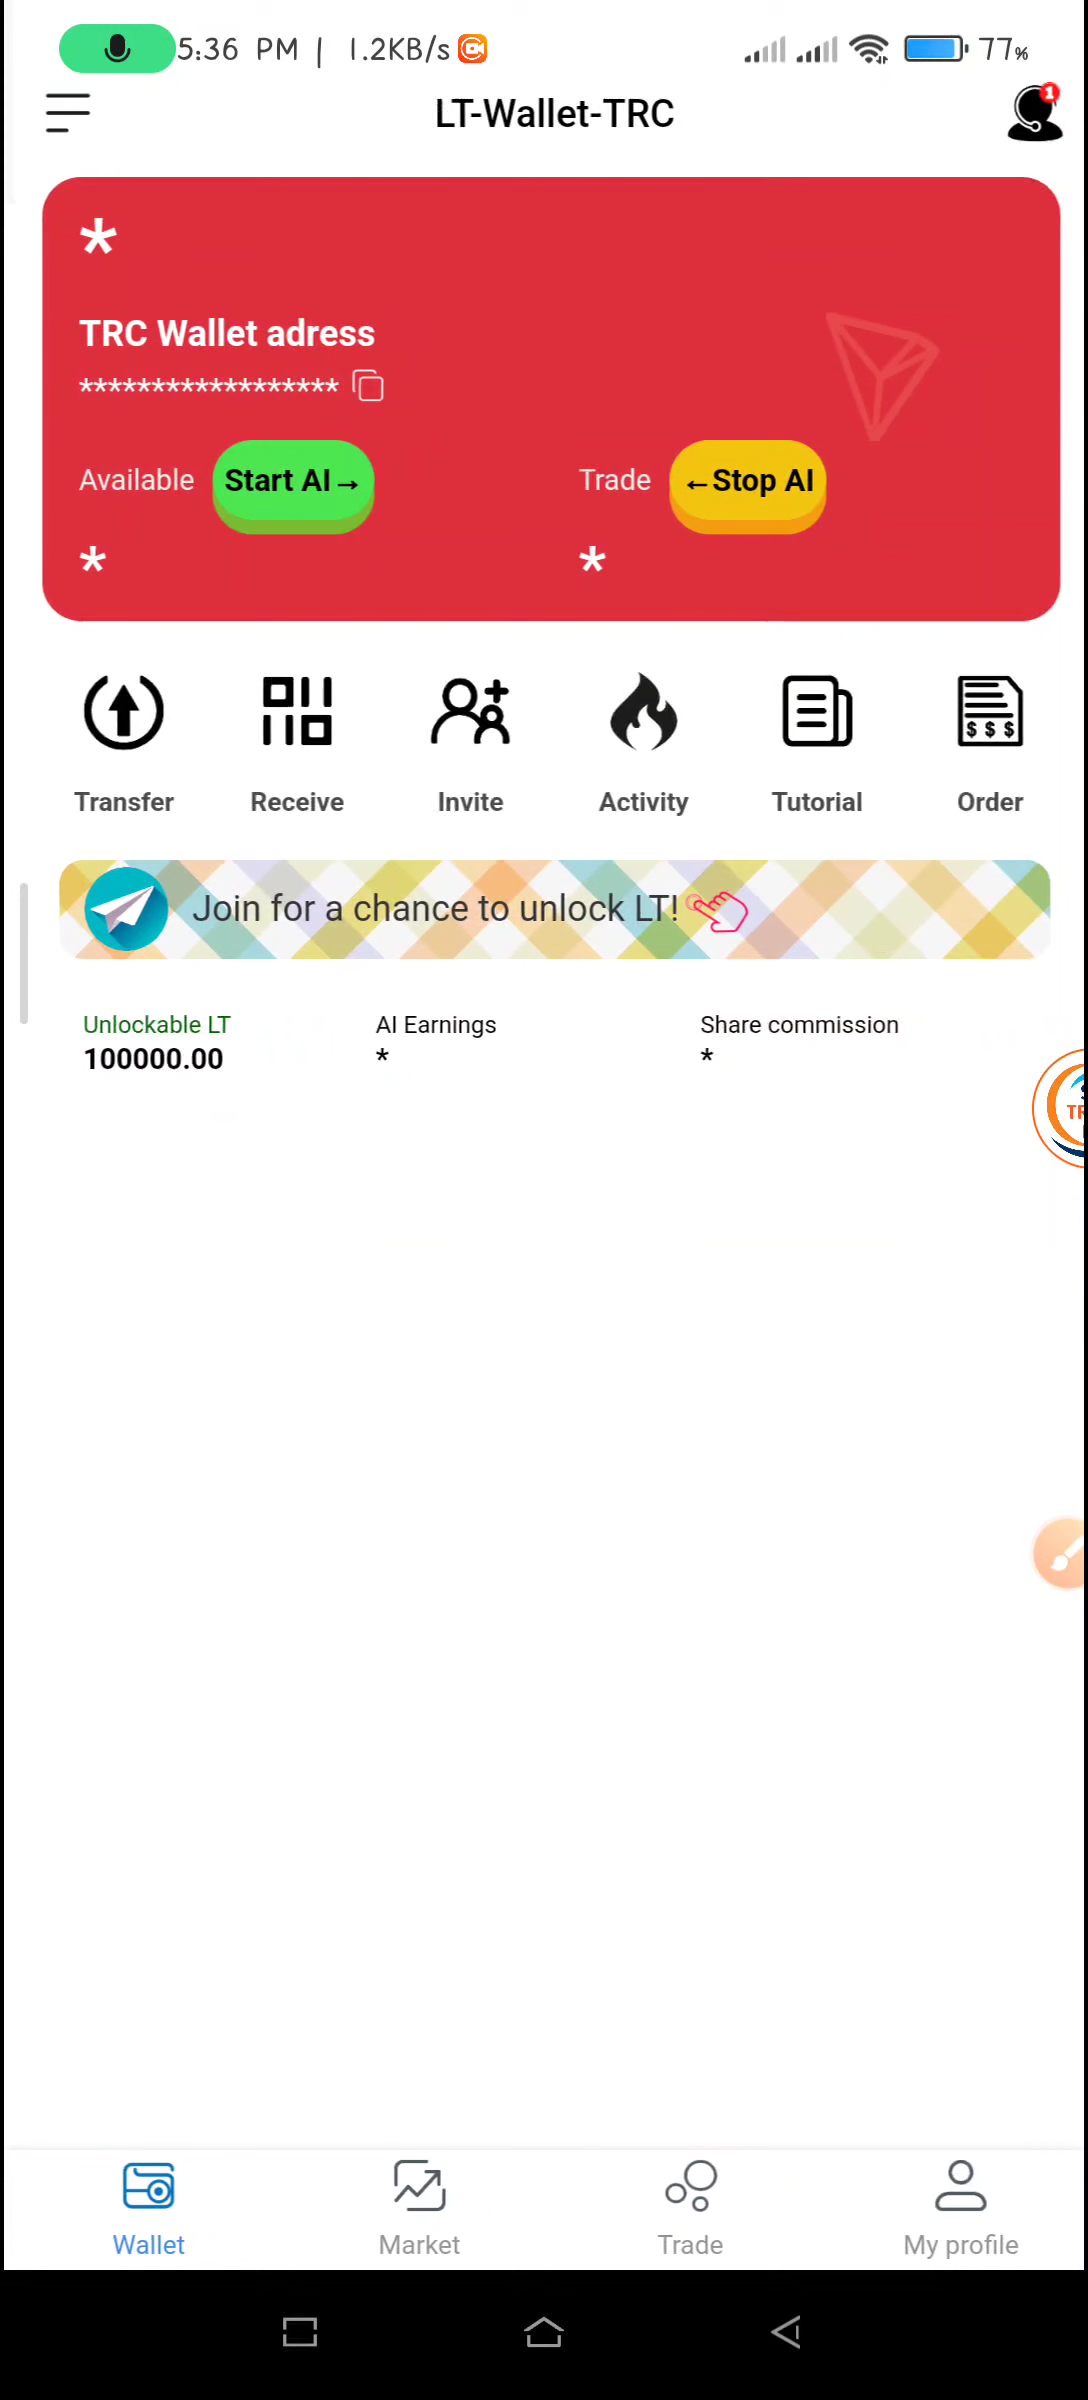 5:36 PM | 1.2KB/s
77%
LT-Wallet-TRC
1
*
TRC Wallet adress
******************
Available Start AI→ Trade ←Stop AI
* *
$ $ $
Transfer Receive Invite Activity Tutorial Order
Join for a chance to unlock LT!
Unlockable LT AI Earnings Share commission
100000.00 * *
TR
Wallet Market Trade My profile